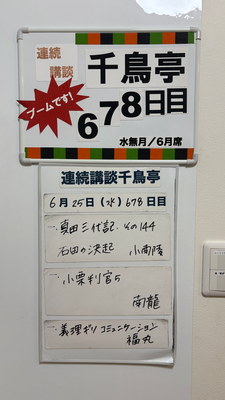 連続
講談
千鳥亭
ブームです!
678日目
水無月/6月席
連続講談千鳥亭
6月25日(水)678日目
一.真田三代記 その144
石田の決起 小南陵
一.小栗判官5
南龍
一.義理ギリコミュニケーション
福丸